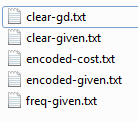 clear-gd.txt
clear-given.txt
encoded-cost.txt
encoded-given.txt
freq-given.txt